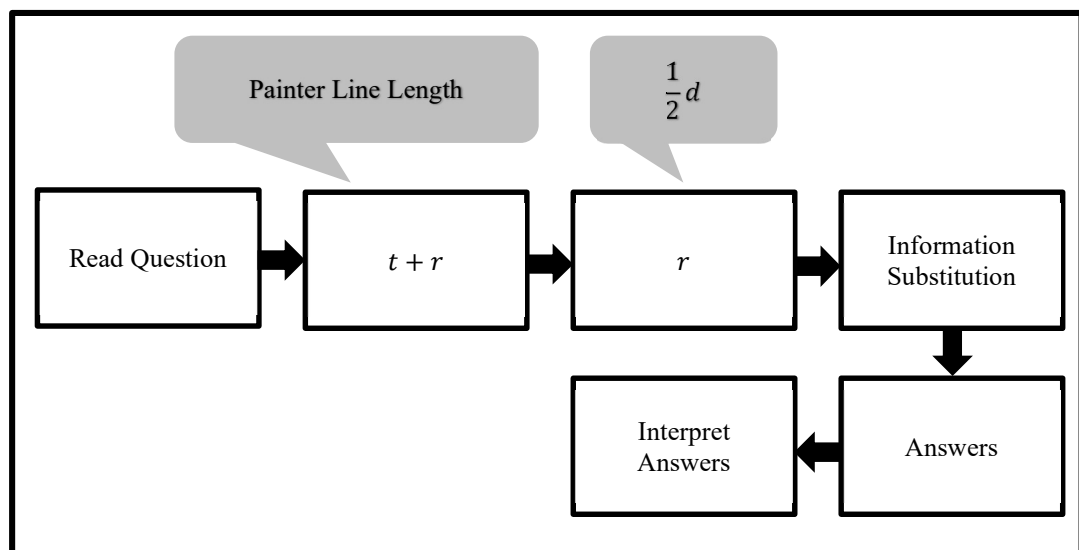 Painter Line Length
1/2 d
Read Question
t + r
r
Information
Substitution
Interpret
Answers
Answers